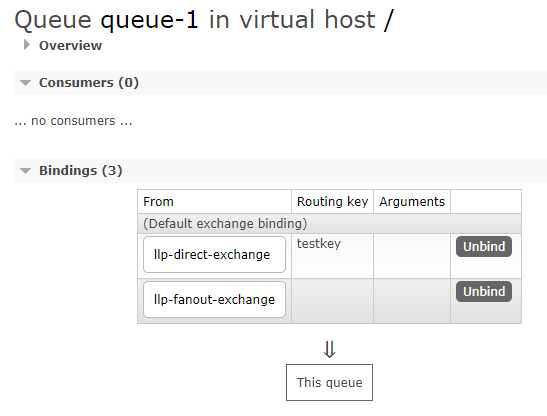 Queue queue-1 in virtual host /
Overview
Consumers (0)
... no consumers ...
Bindings (3)
From Routing key Arguments
(Default exchange binding)
llp-direct-exchange testkey Unbind
llp-fanout-exchange Unbind
⇓
This queue